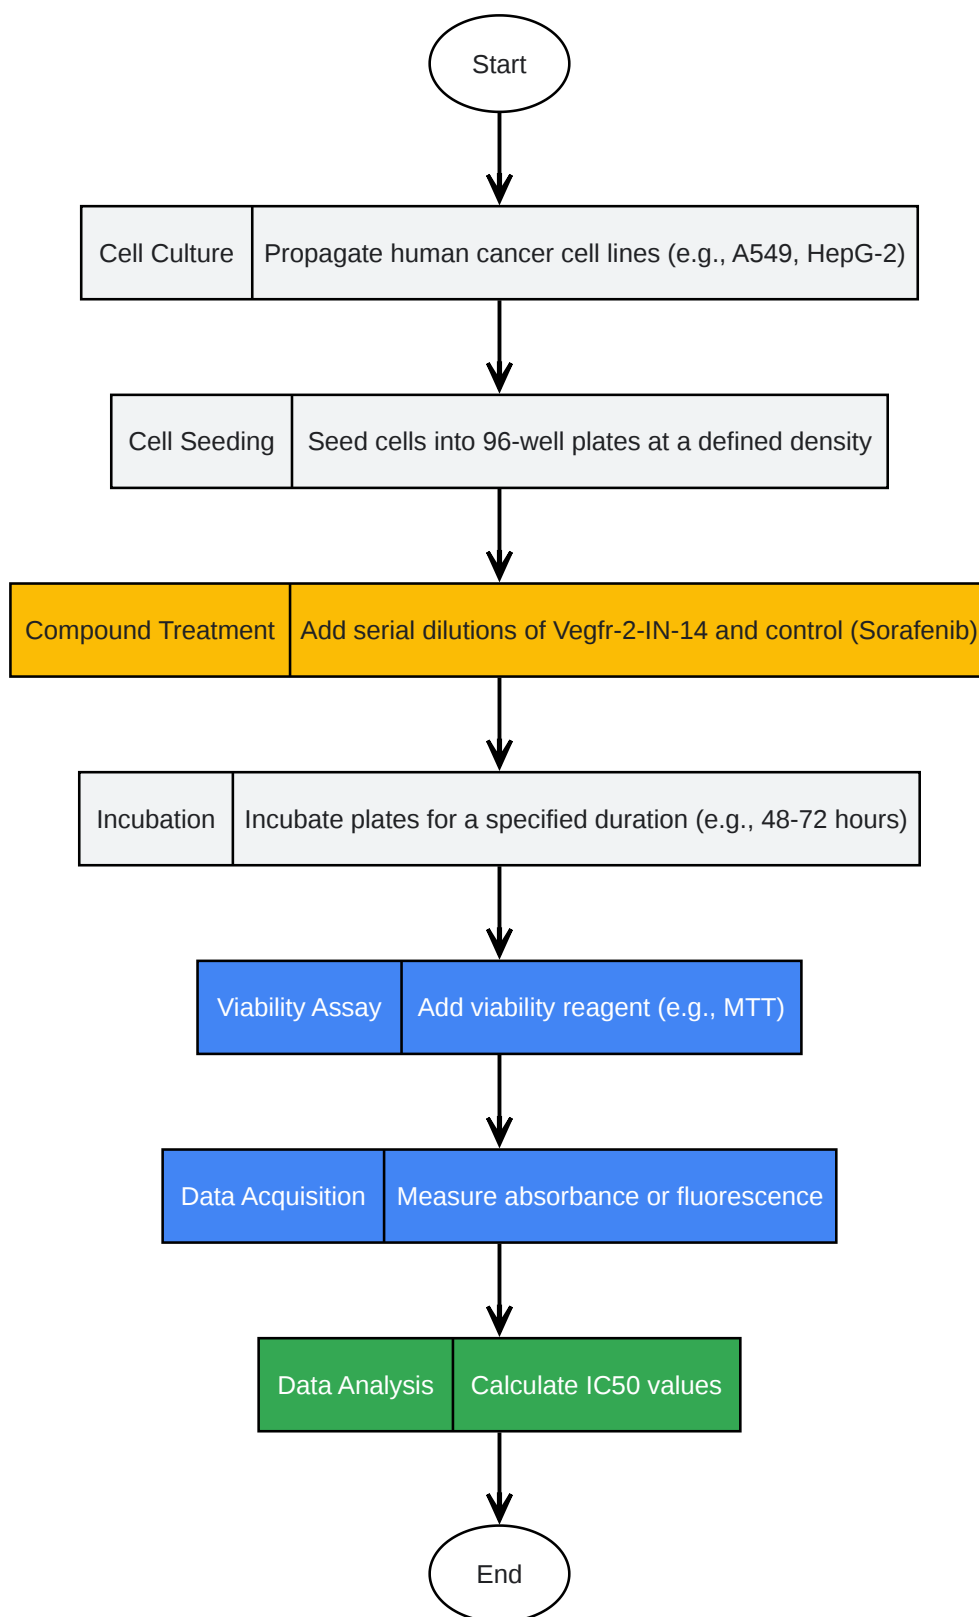 Start
Cell Culture Propagate human cancer cell lines (e.g., A549, HepG-2)
Cell Seeding Seed cells into 96-well plates at a defined density
Compound Treatment Add serial dilutions of Vegfr-2-IN-14 and control (Sorafenib)
Incubation Incubate plates for a specified duration (e.g., 48-72 hours)
Viability Assay Add viability reagent (e.g., MTT)
Data Acquisition Measure absorbance or fluorescence
Data Analysis Calculate IC50 values
End